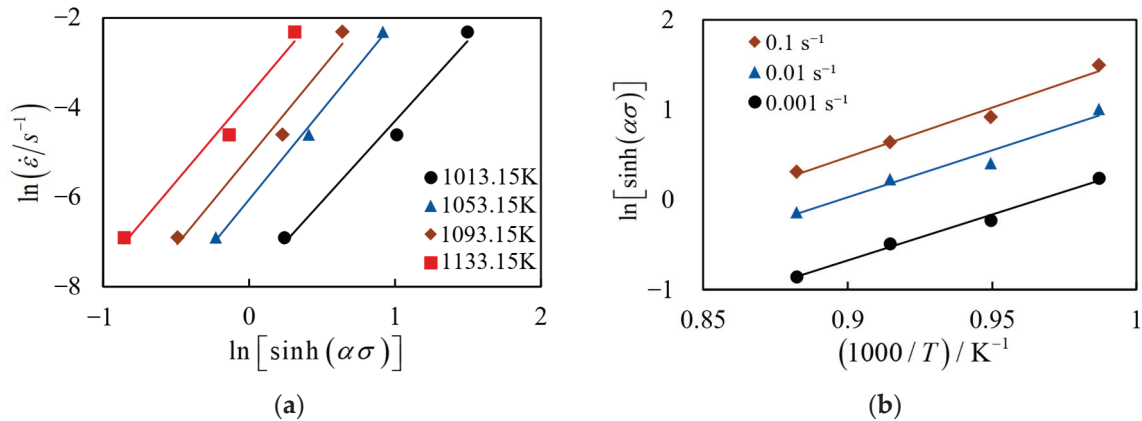 −2
−4
−6
−8
−1
0
1
2
ln(ε̇/s⁻¹)
ln[sinh(ασ)]
1013.15K
1053.15K
1093.15K
1133.15K
(a)
2
1
0
−1
0.85
0.9
0.95
1
ln[sinh(ασ)]
(1000/T)/K⁻¹
0.1 s⁻¹
0.01 s⁻¹
0.001 s⁻¹
(b)